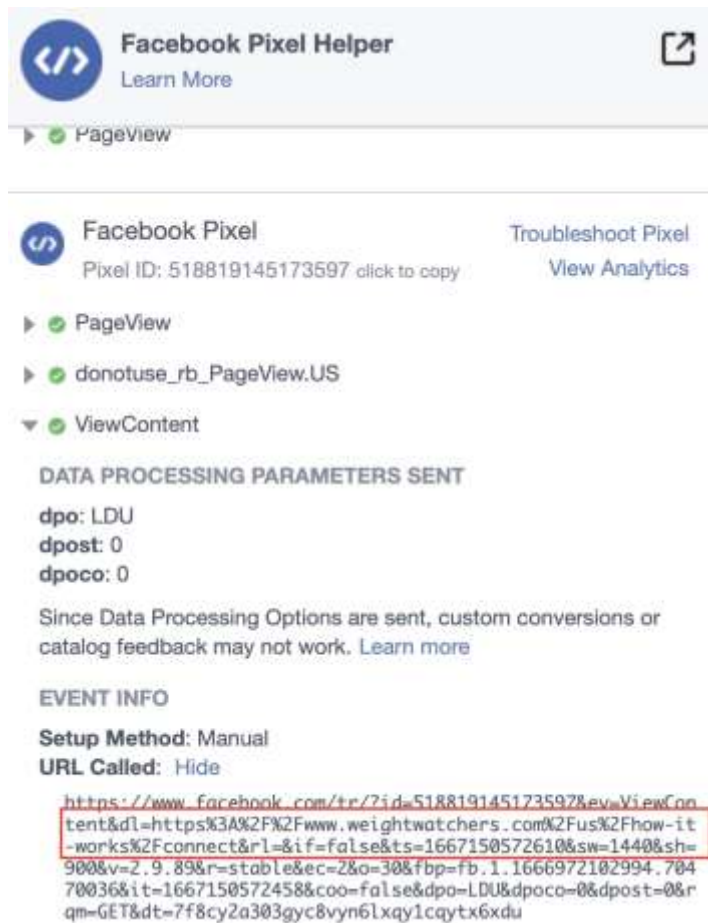 Facebook Pixel Helper
Learn More
PageView
Facebook Pixel
Troubleshoot Pixel
Pixel ID: 518819145173597 click to copy
View Analytics
PageView
donotuse_rb_PageView.US
ViewContent
DATA PROCESSING PARAMETERS SENT
dpo: LDU
dpost: 0
dpoco: 0
Since Data Processing Options are sent, custom conversions or
catalog feedback may not work. Learn more
EVENT INFO
Setup Method: Manual
URL Called: Hide
https://www.facebook.com/tr/?id=518819145173597&ev=ViewCon
tent&dl=https%3A%2F%2Fwww.weightwatchers.com%2Fus%2Fhow-it
-works%2Fconnect&rl=&if=false&ts=1667150572610&sw=1440&sh=
900&v=2.9.89&r=stable&ec=2&o=30&fbp=fb.1.1666972102994.704
70036&it=1667150572458&coo=false&dpo=LDU&dpoco=0&dpost=0&r
qm=GET&dt=7f8cy2a303gyc8vyn6lxqy1cqytx6xdu